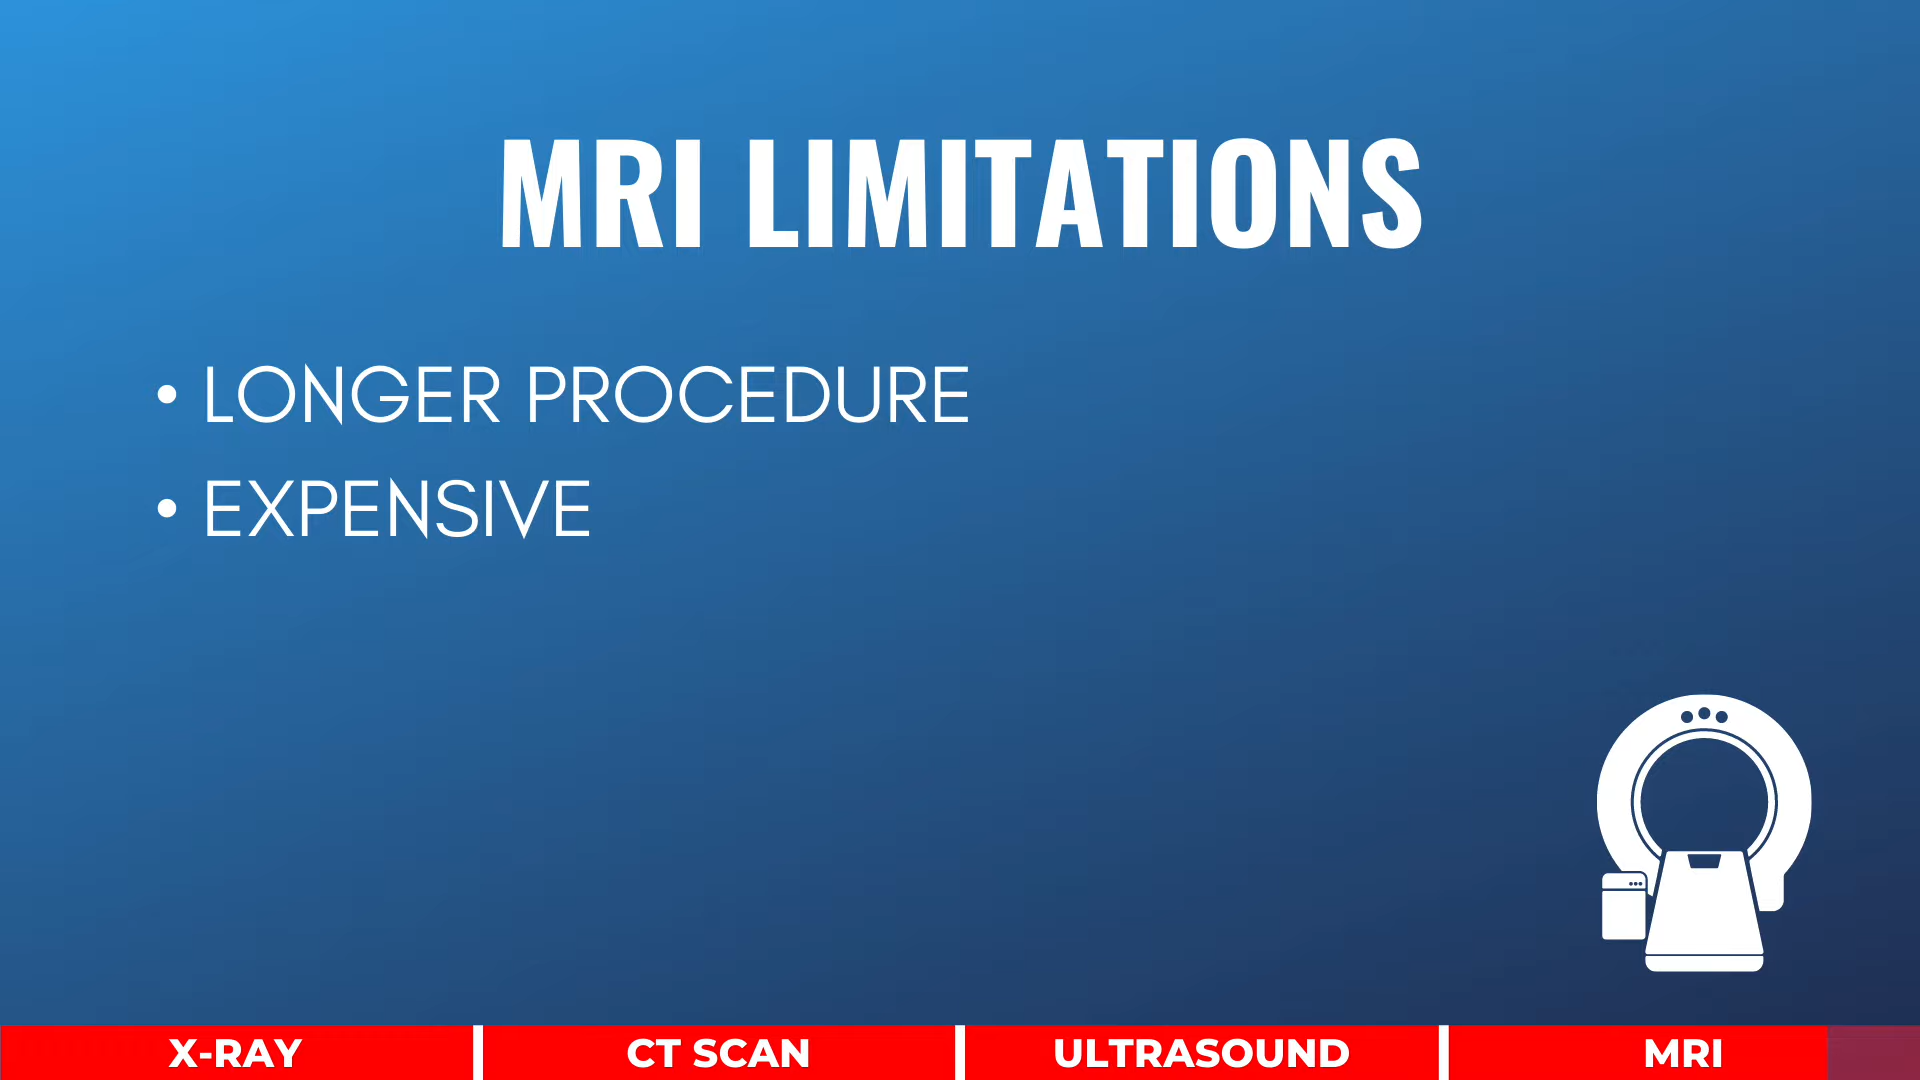 MRI LIMITATIONS
• LONGER PROCEDURE
• EXPENSIVE
X-RAY
CT SCAN
ULTRASOUND
MRI